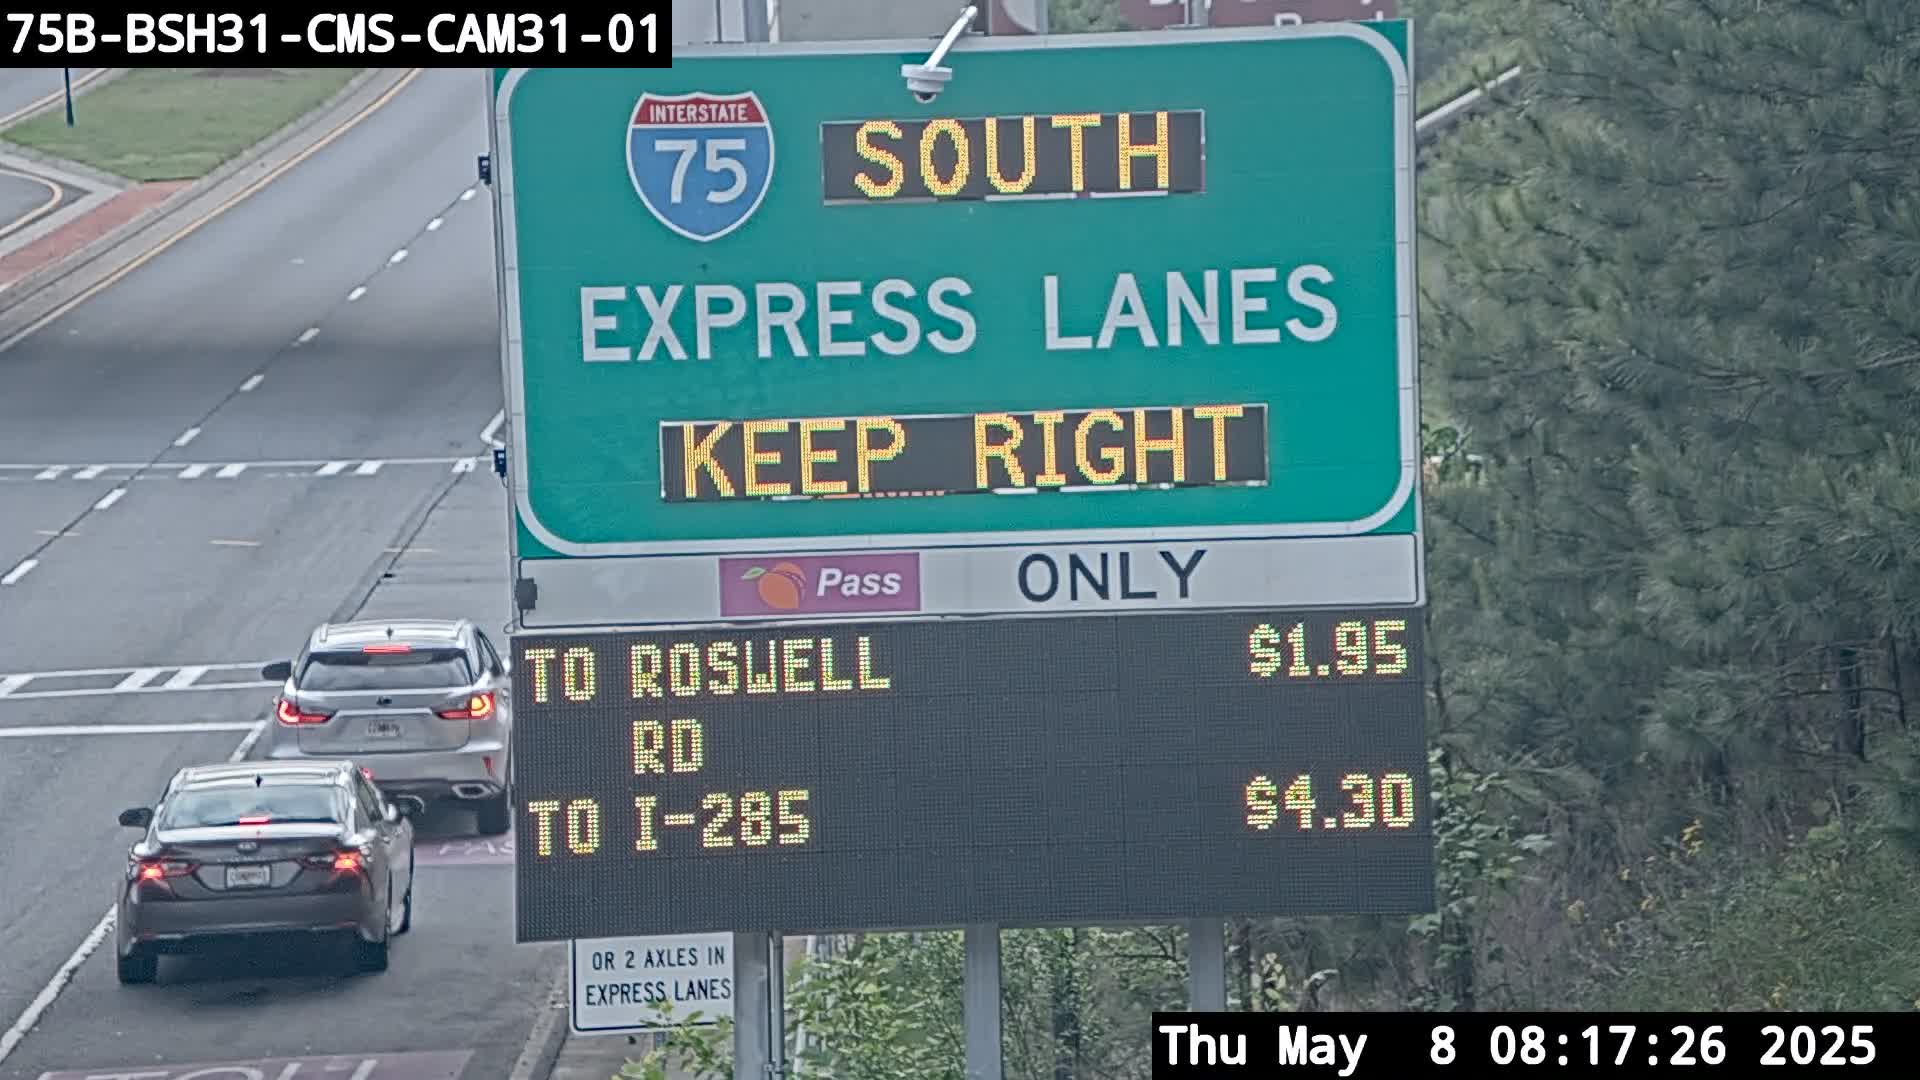 75B-BSH31-CMS-CAM31-01
INTERSTATE
75
SOUTH
EXPRESS LANES
KEEP RIGHT
Pass ONLY
TO ROSWELL $1.95
RD
TO I-285 $4.30
OR 2 AXLES IN
EXPRESS LANES
Thu May 8 08:17:26 2025